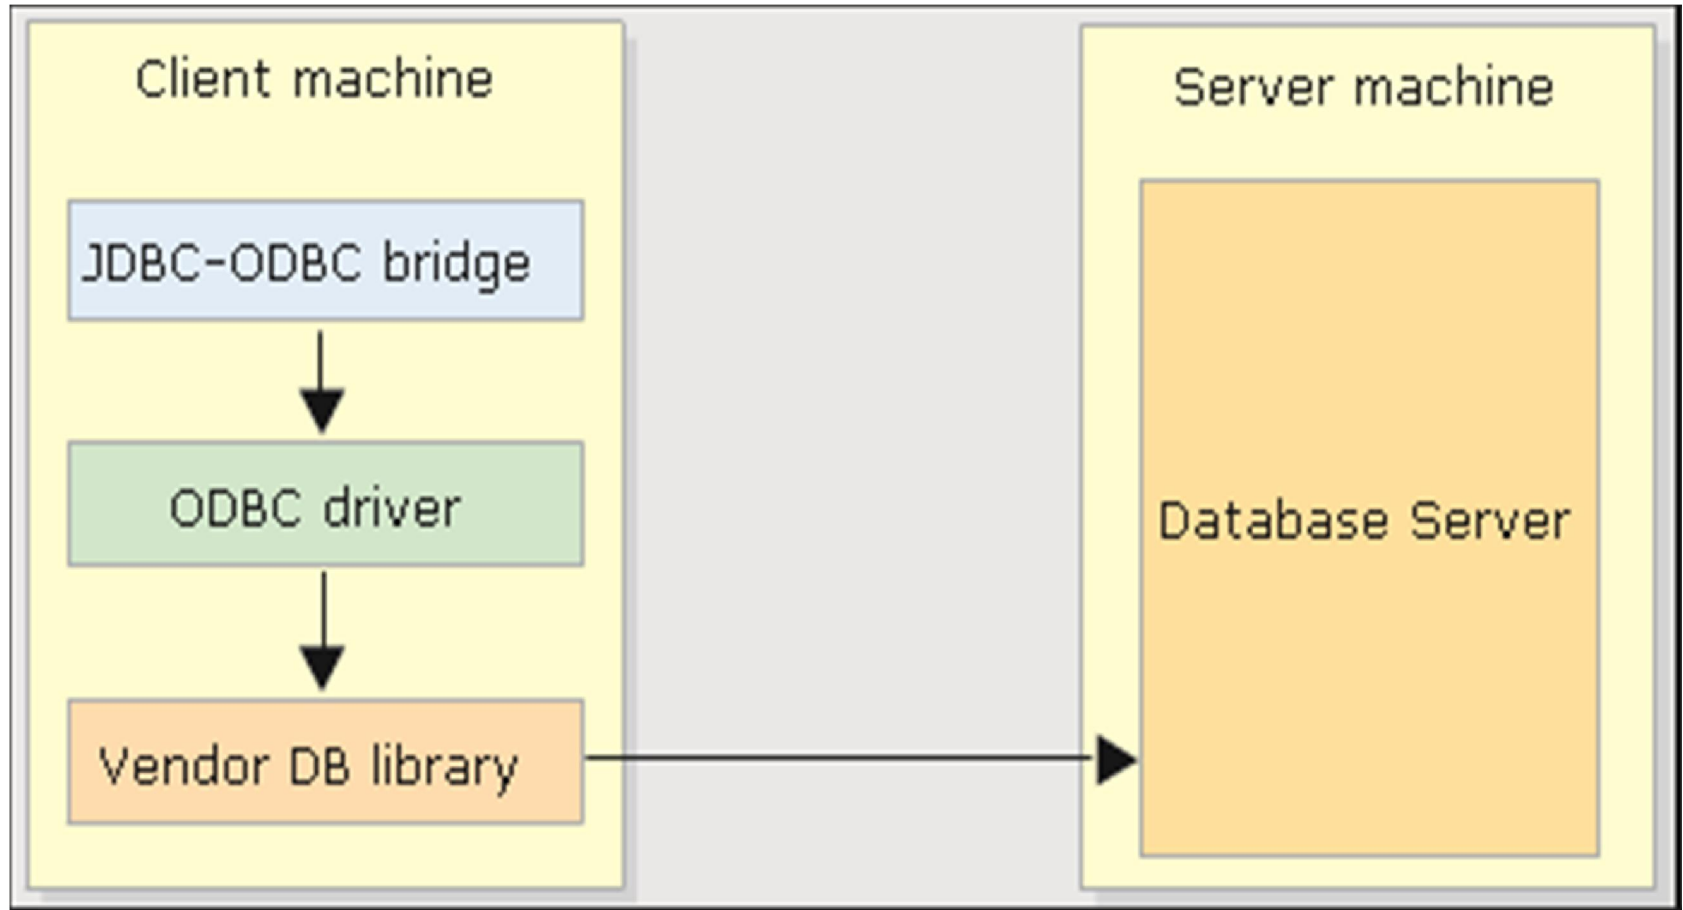 Client machine
JDBC-ODBC bridge
ODBC driver
Vendor DB library
Server machine
Database Server